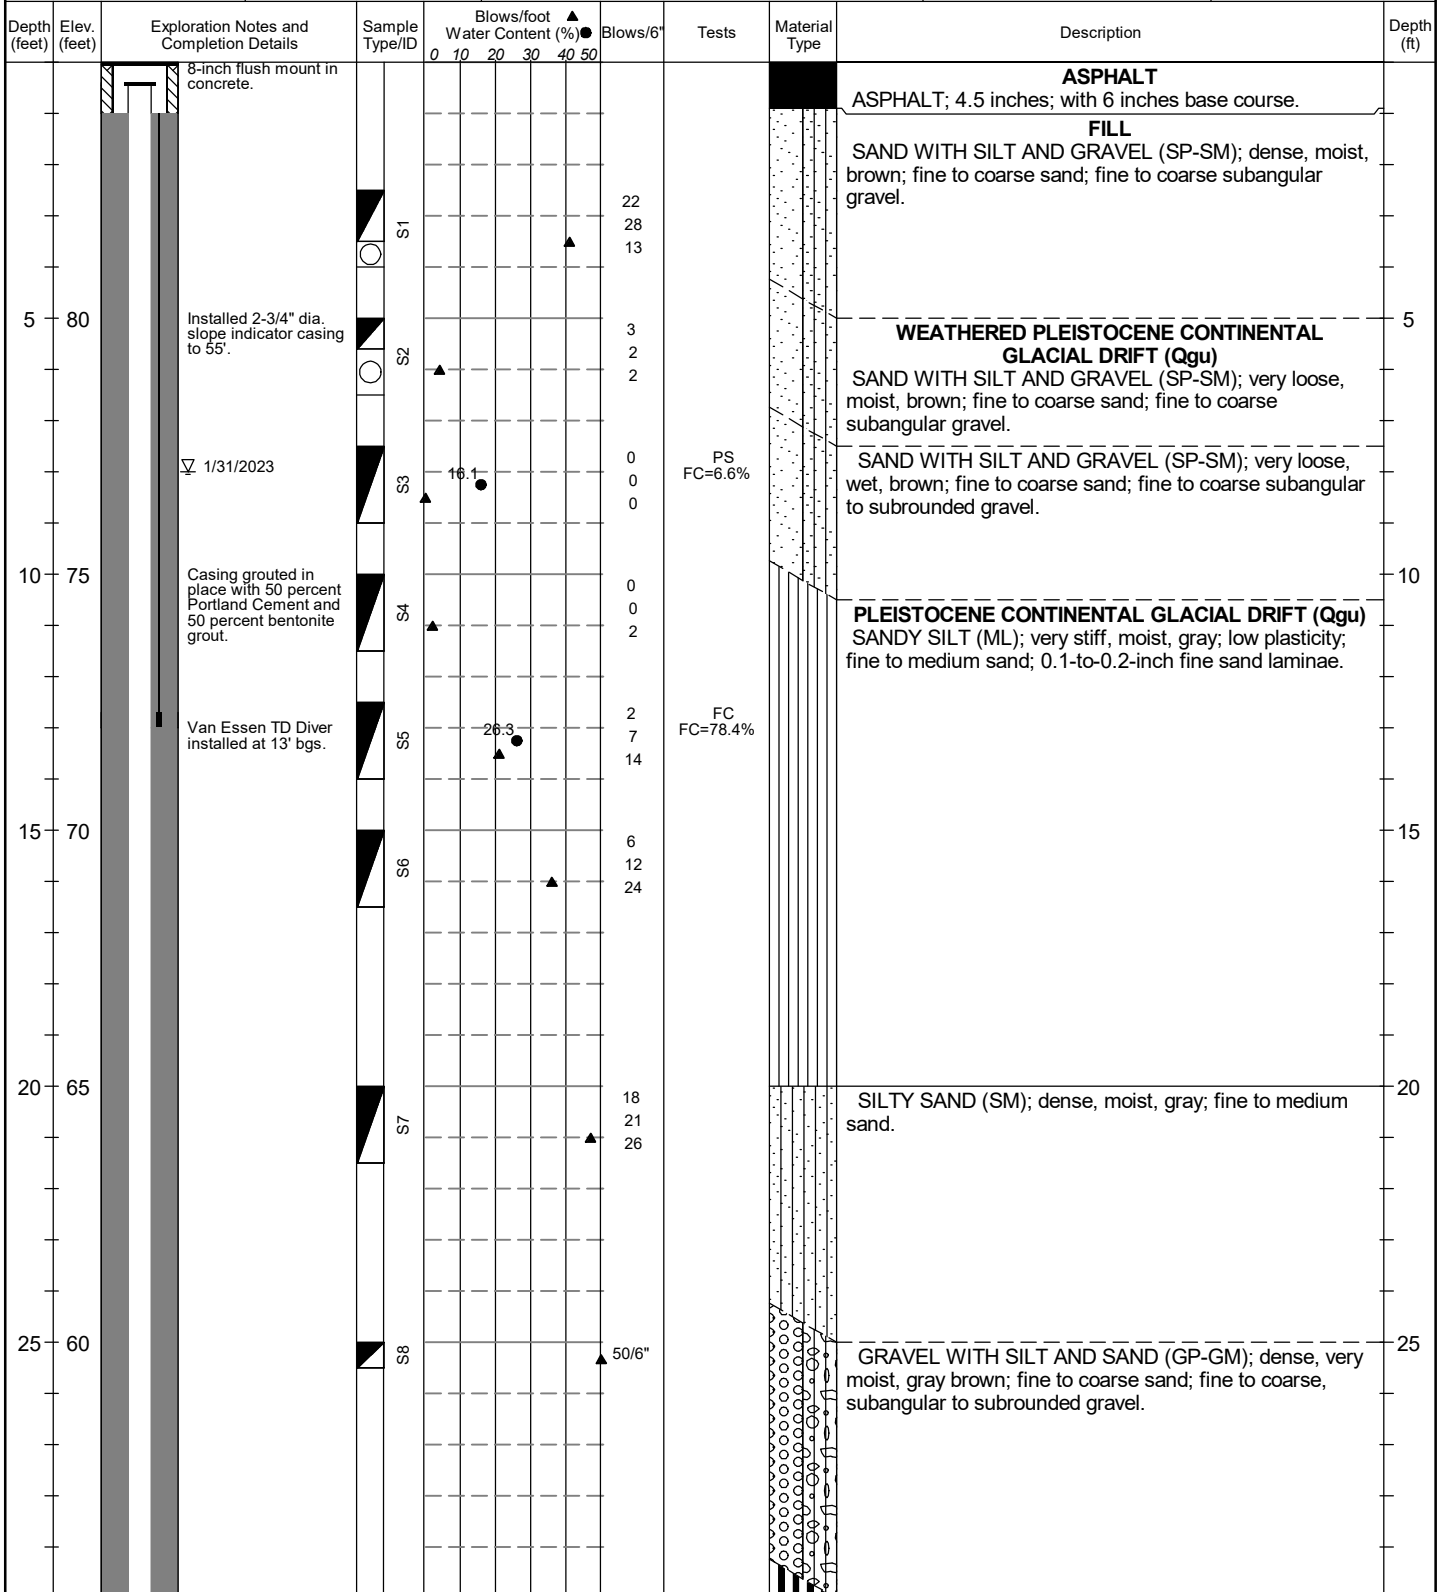 Depth (feet)
Elev. (feet)
Exploration Notes and
Completion Details
Sample
Type/ID
Blows/foot ▲
Water Content (%) ●
0 10 20 30 40 50
Blows/6"
Tests
Material
Type
Description
Depth
(ft)
8-inch flush mount in
concrete.
ASPHALT
ASPHALT; 4.5 inches; with 6 inches base course.
FILL
SAND WITH SILT AND GRAVEL (SP-SM); dense, moist,
brown; fine to coarse sand; fine to coarse subangular
gravel.
S1
22
28
13
5 80
Installed 2-3/4" dia.
slope indicator casing
to 55'.
S2
3
2
2
5
WEATHERED PLEISTOCENE CONTINENTAL
GLACIAL DRIFT (Qgu)
SAND WITH SILT AND GRAVEL (SP-SM); very loose,
moist, brown; fine to coarse sand; fine to coarse
subangular gravel.
1/31/2023
S3
16.1
0
0
0
PS
FC=6.6%
SAND WITH SILT AND GRAVEL (SP-SM); very loose,
wet, brown; fine to coarse sand; fine to coarse subangular
to subrounded gravel.
10 75
Casing grouted in
place with 50 percent
Portland Cement and
50 percent bentonite
grout.
S4
0
0
2
10
PLEISTOCENE CONTINENTAL GLACIAL DRIFT (Qgu)
SANDY SILT (ML); very stiff, moist, gray; low plasticity;
fine to medium sand; 0.1-to-0.2-inch fine sand laminae.
Van Essen TD Diver
installed at 13' bgs.
S5
26.3
2
7
14
FC
FC=78.4%
15 70
S6
6
12
24
15
20 65
S7
18
21
26
20
SILTY SAND (SM); dense, moist, gray; fine to medium
sand.
25 60
S8
50/6"
25
GRAVEL WITH SILT AND SAND (GP-GM); dense, very
moist, gray brown; fine to coarse sand; fine to coarse,
subangular to subrounded gravel.